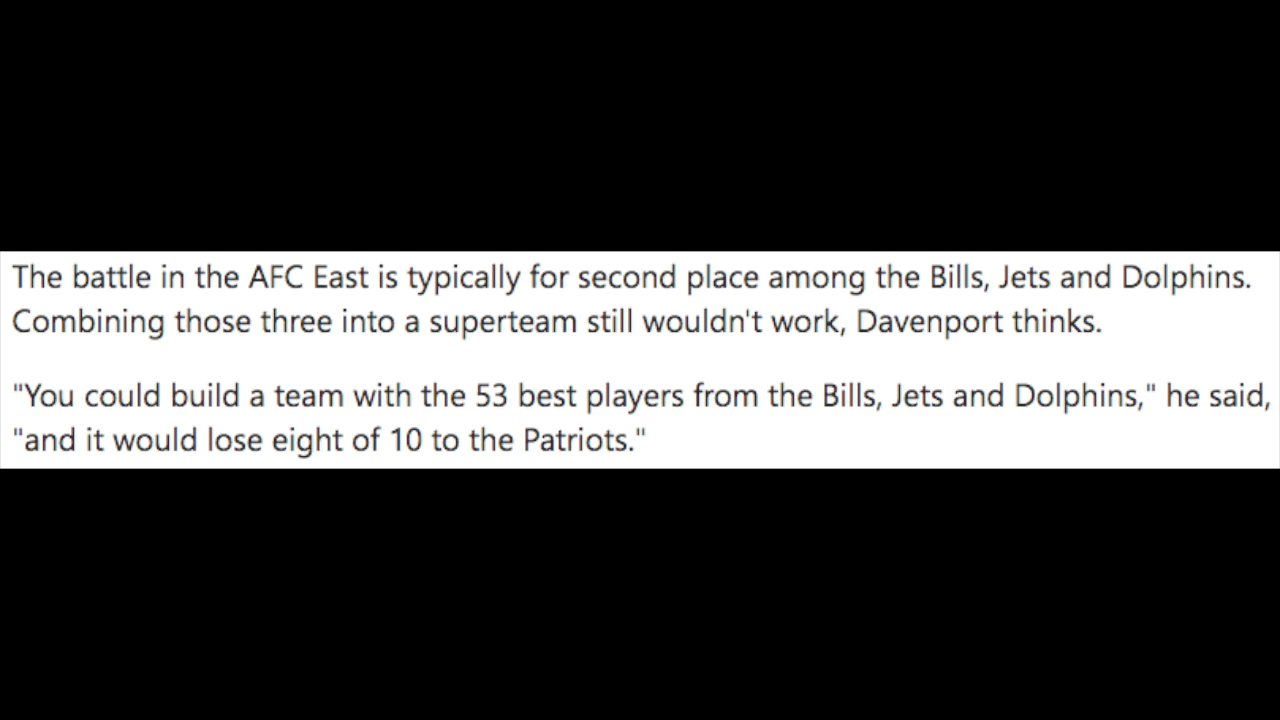 The battle in the AFC East is typically for second place among the Bills, Jets and Dolphins.
Combining those three into a superteam still wouldn't work, Davenport thinks.
"You could build a team with the 53 best players from the Bills, Jets and Dolphins," he said,
"and it would lose eight of 10 to the Patriots."